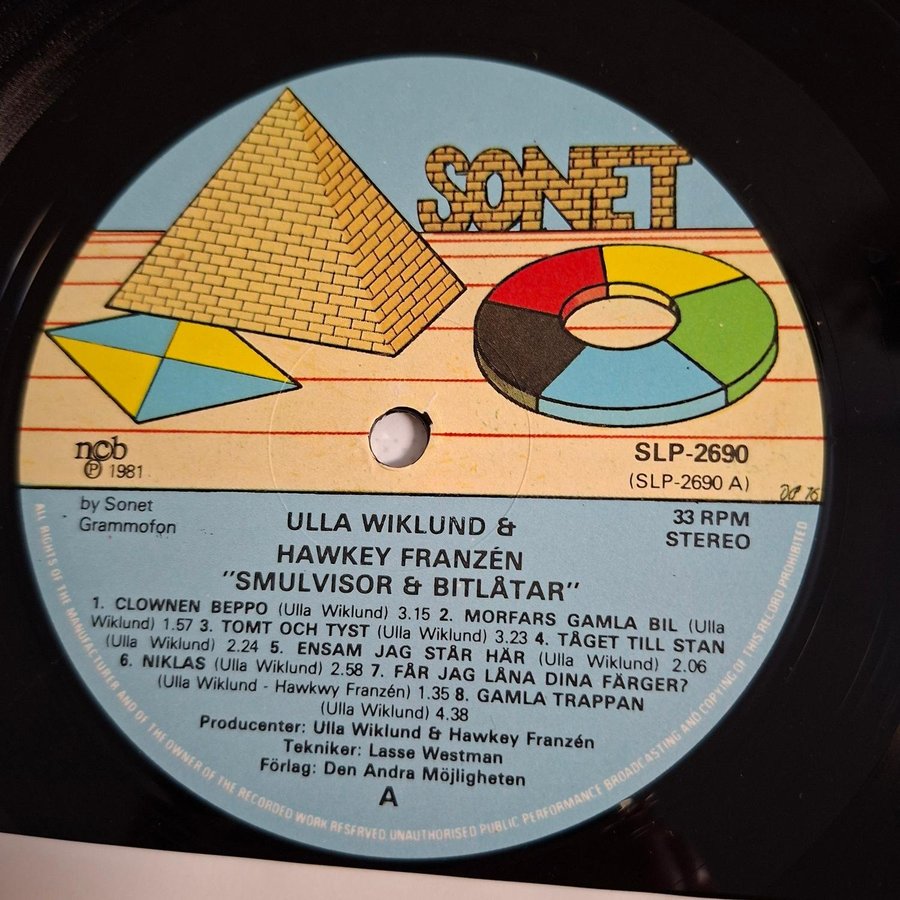 SONET
ncb
Ⓟ 1981
SLP-2690
(SLP-2690 A)
by Sonet
Grammofon
33 RPM
STEREO
ULLA WIKLUND &
HAWKEY FRANZÉN
"SMULVISOR & BITLÅTAR"
1. CLOWNEN BEPPO (Ulla Wiklund) 3.15 2. MORFARS GAMLA BIL (Ulla
Wiklund) 1.57 3. TOMT OCH TYST (Ulla Wiklund) 3.23 4. TÅGET TILL STAN
(Ulla Wiklund) 2.24 5. ENSAM JAG STÅR HÄR (Ulla Wiklund) 2.06
6. NIKLAS (Ulla Wiklund) 2.58 7. FÅR JAG LÅNA DINA FÄRGER?
(Ulla Wiklund - Hawkwy Franzén) 1.35 8. GAMLA TRAPPAN
(Ulla Wiklund) 4.38
Producenter: Ulla Wiklund & Hawkey Franzén
Tekniker: Lasse Westman
Förlag: Den Andra Möjligheten
A
ALL RIGHTS OF THE MANUFACTURER AND OF THE OWNER OF THE RECORDED WORK RESERVED. UNAUTHORISED PUBLIC PERFORMANCE BROADCASTING AND COPYING OF THIS RECORD PROHIBITED